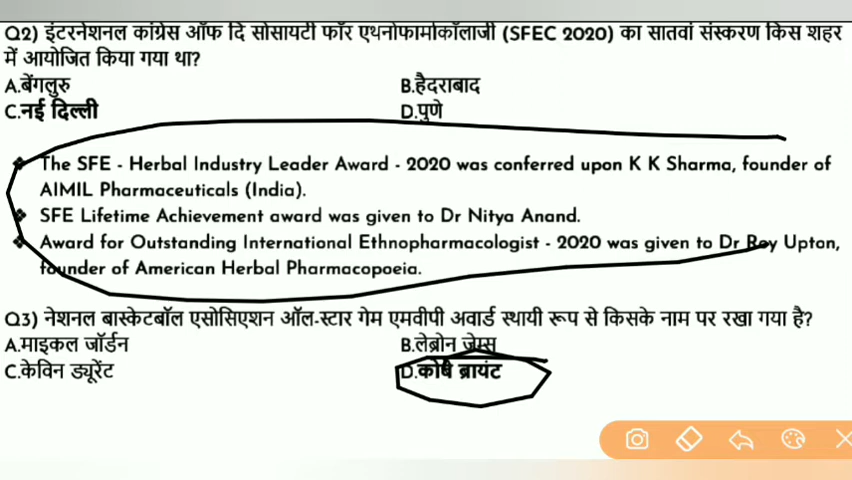 Q2) इंटरनेशनल कांग्रेस ऑफ दि सोसायटी फॉर एथनोफार्माकॉलाजी (SFEC 2020) का सातवां संस्करण किस शहर
में आयोजित किया गया था?
A.बेंगलुरु B.हैदराबाद
C.नई दिल्ली D.पुणे
The SFE - Herbal Industry Leader Award - 2020 was conferred upon K K Sharma, founder of
AIMIL Pharmaceuticals (India).
SFE Lifetime Achievement award was given to Dr Nitya Anand.
Award for Outstanding International Ethnopharmacologist - 2020 was given to Dr Roy Upton,
founder of American Herbal Pharmacopoeia.
Q3) नेशनल बास्केटबॉल एसोसिएशन ऑल-स्टार गेम एमवीपी अवार्ड स्थायी रूप से किसके नाम पर रखा गया है?
A.माइकल जॉर्डन B.लेब्रोन जेम्स
C.केविन ड्यूरेंट D.कोबी ब्रायंट